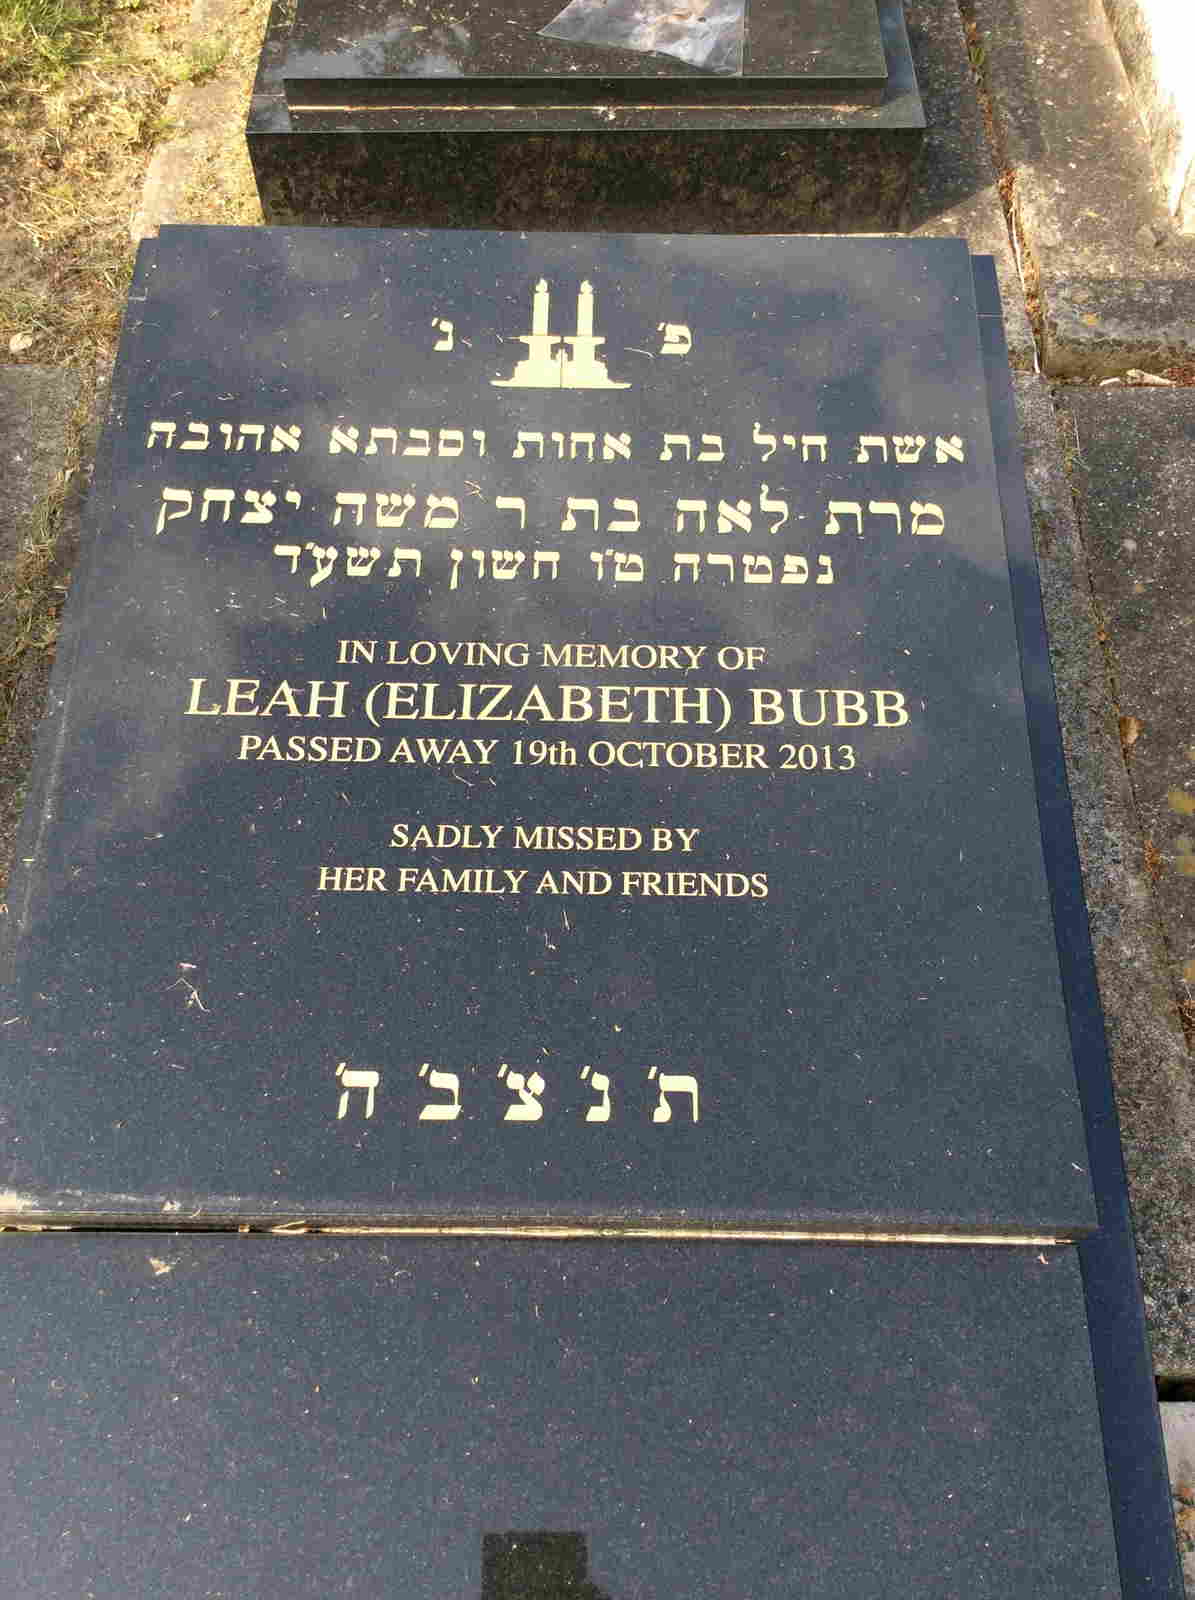 פ' נ'
אשת חיל בת אחות וסבתא אהובה
מרת לאה בת ר' משה יצחק
נפטרה ט"ו חשון תשע"ד
IN LOVING MEMORY OF
LEAH (ELIZABETH) BUBB
PASSED AWAY 19th OCTOBER 2013
SADLY MISSED BY
HER FAMILY AND FRIENDS
ת' נ' צ' ב' ה'